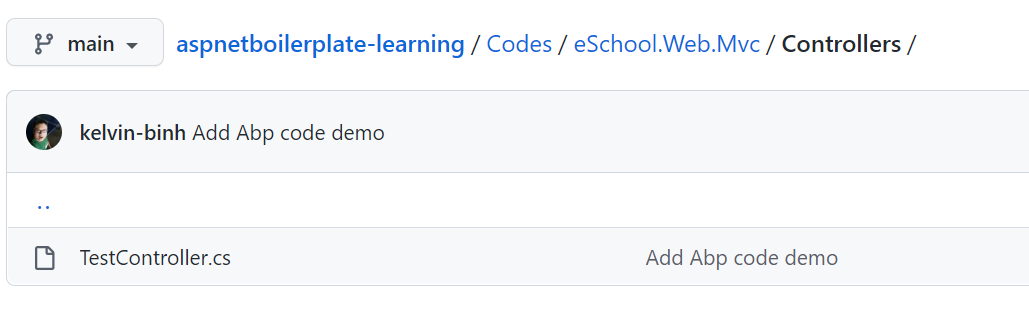 main aspnetboilerplate-learning / Codes / eSchool.Web.Mvc / Controllers /
kelvin-binh Add Abp code demo
..
TestController.cs Add Abp code demo